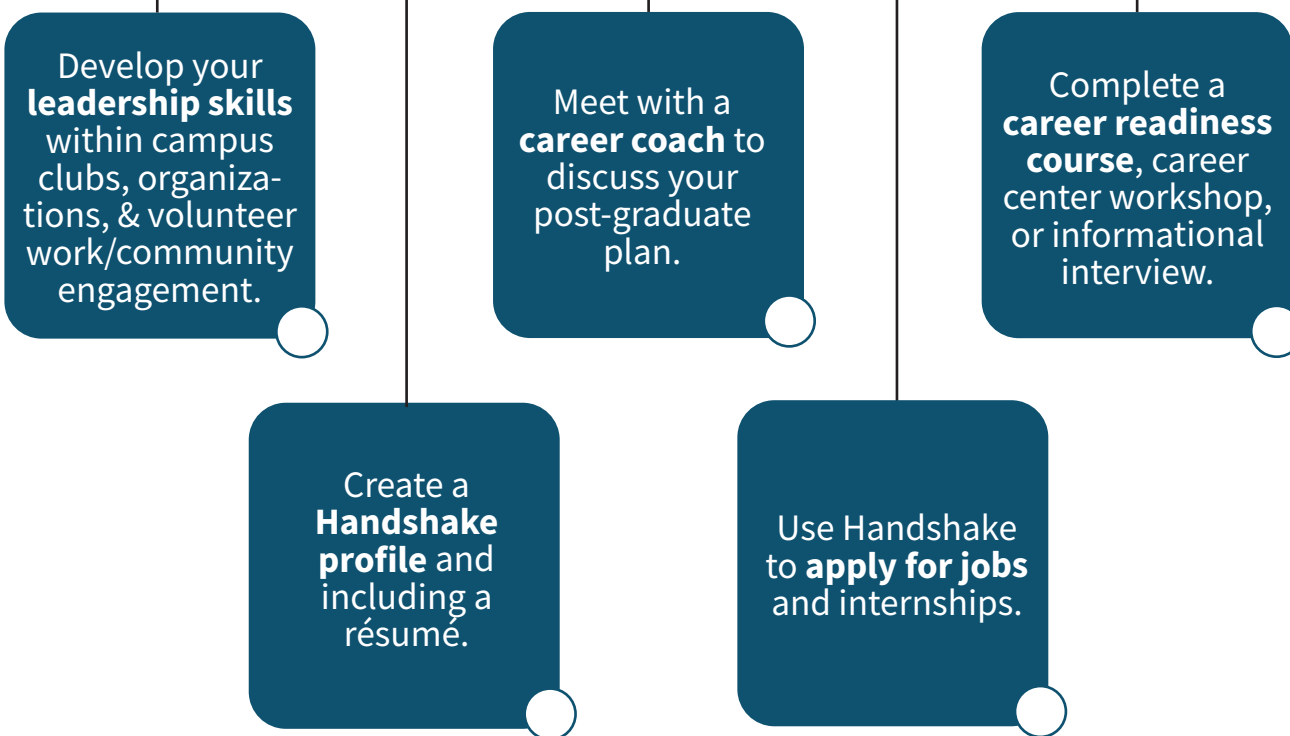 Develop your
leadership skills
within campus
clubs, organiza-
tions, & volunteer
work/community
engagement.
Meet with a
career coach to
discuss your
post-graduate
plan.
Complete a
career readiness
course, career
center workshop,
or informational
interview.
Create a
Handshake
profile and
including a
résumé.
Use Handshake
to apply for jobs
and internships.